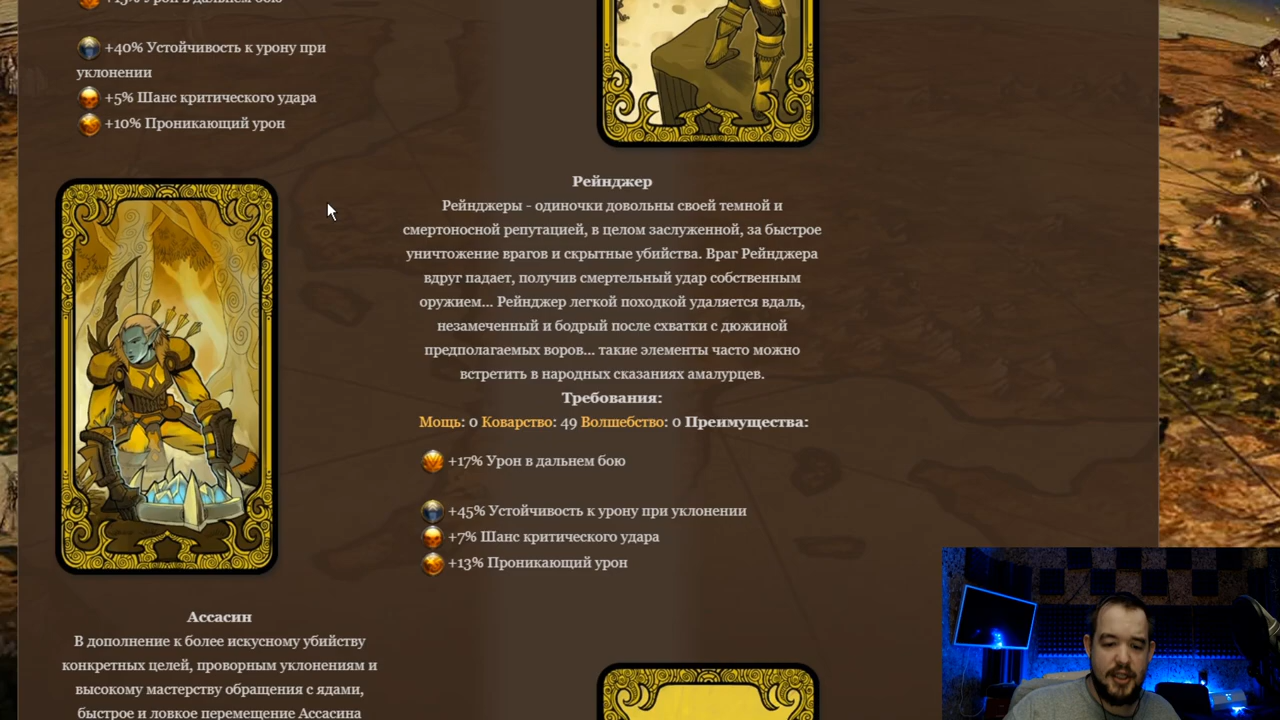 +15% Урон в дальнем бою
+40% Устойчивость к урону при
уклонении
+5% Шанс критического удара
+10% Проникающий урон
Рейнджер
Рейнджеры - одиночки довольны своей темной и
смертоносной репутацией, в целом заслуженной, за быстрое
уничтожение врагов и скрытные убийства. Враг Рейнджера
вдруг падает, получив смертельный удар собственным
оружием... Рейнджер легкой походкой удаляется вдаль,
незамеченный и бодрый после схватки с дюжиной
предполагаемых воров... такие элементы часто можно
встретить в народных сказаниях амалурцев.
Требования:
Мощь: 0 Коварство: 49 Волшебство: 0 Преимущества:
+17% Урон в дальнем бою
+45% Устойчивость к урону при уклонении
+7% Шанс критического удара
+13% Проникающий урон
Ассасин
В дополнение к более искусному убийству
конкретных целей, проворным уклонениям и
высокому мастерству обращения с ядами,
быстрое и ловкое перемещение Ассасина